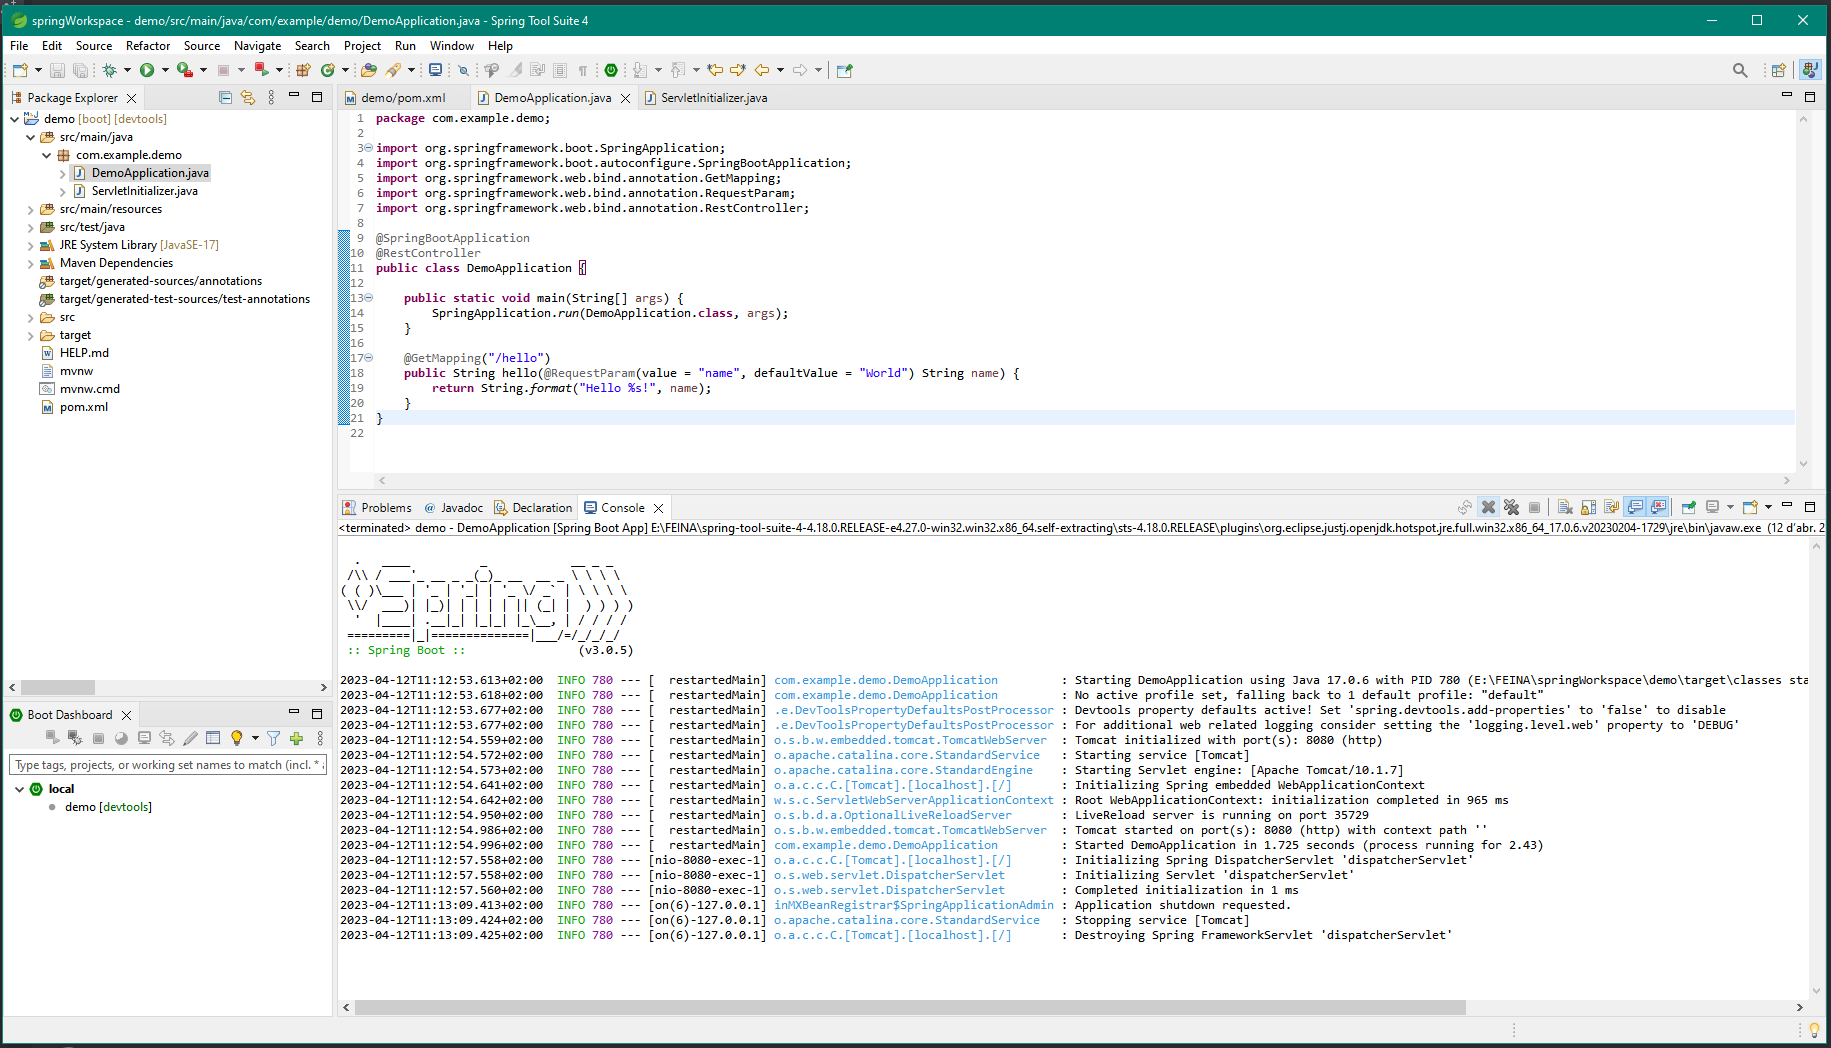 springWorkspace - demo/src/main/java/com/example/demo/DemoApplication.java - Spring Tool Suite 4
File Edit Source Refactor Source Navigate Search Project Run Window Help
Package Explorer
demo [boot] [devtools]
src/main/java
com.example.demo
DemoApplication.java
ServletInitializer.java
src/main/resources
src/test/java
JRE System Library [JavaSE-17]
Maven Dependencies
target/generated-sources/annotations
target/generated-test-sources/test-annotations
src
target
HELP.md
mvnw
mvnw.cmd
pom.xml
Boot Dashboard
Type tags, projects, or working set names to match (incl. *
local
demo [devtools]
demo/pom.xml DemoApplication.java ServletInitializer.java
1 package com.example.demo;
2
3 import org.springframework.boot.SpringApplication;
4 import org.springframework.boot.autoconfigure.SpringBootApplication;
5 import org.springframework.web.bind.annotation.GetMapping;
6 import org.springframework.web.bind.annotation.RequestParam;
7 import org.springframework.web.bind.annotation.RestController;
8
9 @SpringBootApplication
10 @RestController
11 public class DemoApplication {
12
13 public static void main(String[] args) {
14 SpringApplication.run(DemoApplication.class, args);
15 }
16
17 @GetMapping("/hello")
18 public String hello(@RequestParam(value = "name", defaultValue = "World") String name) {
19 return String.format("Hello %s!", name);
20 }
21 }
22
Problems Javadoc Declaration Console
<terminated> demo - DemoApplication [Spring Boot App] E:\FEINA\spring-tool-suite-4-4.18.0.RELEASE-e4.27.0-win32.win32.x86_64.self-extracting\sts-4.18.0.RELEASE\plugins\org.eclipse.justj.openjdk.hotspot.jre.full.win32.x86_64_17.0.6.v20230204-1729\jre\bin\javaw.exe (12 d'abr. 2
Spring
:: Spring Boot :: (v3.0.5)
2023-04-12T11:12:53.613+02:00 INFO 780 --- [ restartedMain] com.example.demo.DemoApplication : Starting DemoApplication using Java 17.0.6 with PID 780 (E:\FEINA\springWorkspace\demo\target\classes sta
2023-04-12T11:12:53.618+02:00 INFO 780 --- [ restartedMain] com.example.demo.DemoApplication : No active profile set, falling back to 1 default profile: "default"
2023-04-12T11:12:53.677+02:00 INFO 780 --- [ restartedMain] .e.DevToolsPropertyDefaultsPostProcessor : Devtools property defaults active! Set 'spring.devtools.add-properties' to 'false' to disable
2023-04-12T11:12:53.677+02:00 INFO 780 --- [ restartedMain] .e.DevToolsPropertyDefaultsPostProcessor : For additional web related logging consider setting the 'logging.level.web' property to 'DEBUG'
2023-04-12T11:12:54.559+02:00 INFO 780 --- [ restartedMain] o.s.b.w.embedded.tomcat.TomcatWebServer : Tomcat initialized with port(s): 8080 (http)
2023-04-12T11:12:54.572+02:00 INFO 780 --- [ restartedMain] o.apache.catalina.core.StandardService : Starting service [Tomcat]
2023-04-12T11:12:54.573+02:00 INFO 780 --- [ restartedMain] o.apache.catalina.core.StandardEngine : Starting Servlet engine: [Apache Tomcat/10.1.7]
2023-04-12T11:12:54.641+02:00 INFO 780 --- [ restartedMain] o.a.c.c.C.[Tomcat].[localhost].[/] : Initializing Spring embedded WebApplicationContext
2023-04-12T11:12:54.642+02:00 INFO 780 --- [ restartedMain] w.s.c.ServletWebServerApplicationContext : Root WebApplicationContext: initialization completed in 965 ms
2023-04-12T11:12:54.950+02:00 INFO 780 --- [ restartedMain] o.s.b.d.a.OptionalLiveReloadServer : LiveReload server is running on port 35729
2023-04-12T11:12:54.986+02:00 INFO 780 --- [ restartedMain] o.s.b.w.embedded.tomcat.TomcatWebServer : Tomcat started on port(s): 8080 (http) with context path ''
2023-04-12T11:12:54.996+02:00 INFO 780 --- [ restartedMain] com.example.demo.DemoApplication : Started DemoApplication in 1.725 seconds (process running for 2.43)
2023-04-12T11:12:57.558+02:00 INFO 780 --- [nio-8080-exec-1] o.a.c.c.C.[Tomcat].[localhost].[/] : Initializing Spring DispatcherServlet 'dispatcherServlet'
2023-04-12T11:12:57.558+02:00 INFO 780 --- [nio-8080-exec-1] o.s.web.servlet.DispatcherServlet : Initializing Servlet 'dispatcherServlet'
2023-04-12T11:12:57.560+02:00 INFO 780 --- [nio-8080-exec-1] o.s.web.servlet.DispatcherServlet : Completed initialization in 1 ms
2023-04-12T11:13:09.413+02:00 INFO 780 --- [on(6)-127.0.0.1] inMXBeanRegistrar$SpringApplicationAdmin : Application shutdown requested.
2023-04-12T11:13:09.424+02:00 INFO 780 --- [on(6)-127.0.0.1] o.apache.catalina.core.StandardService : Stopping service [Tomcat]
2023-04-12T11:13:09.425+02:00 INFO 780 --- [on(6)-127.0.0.1] o.a.c.c.C.[Tomcat].[localhost].[/] : Destroying Spring FrameworkServlet 'dispatcherServlet'